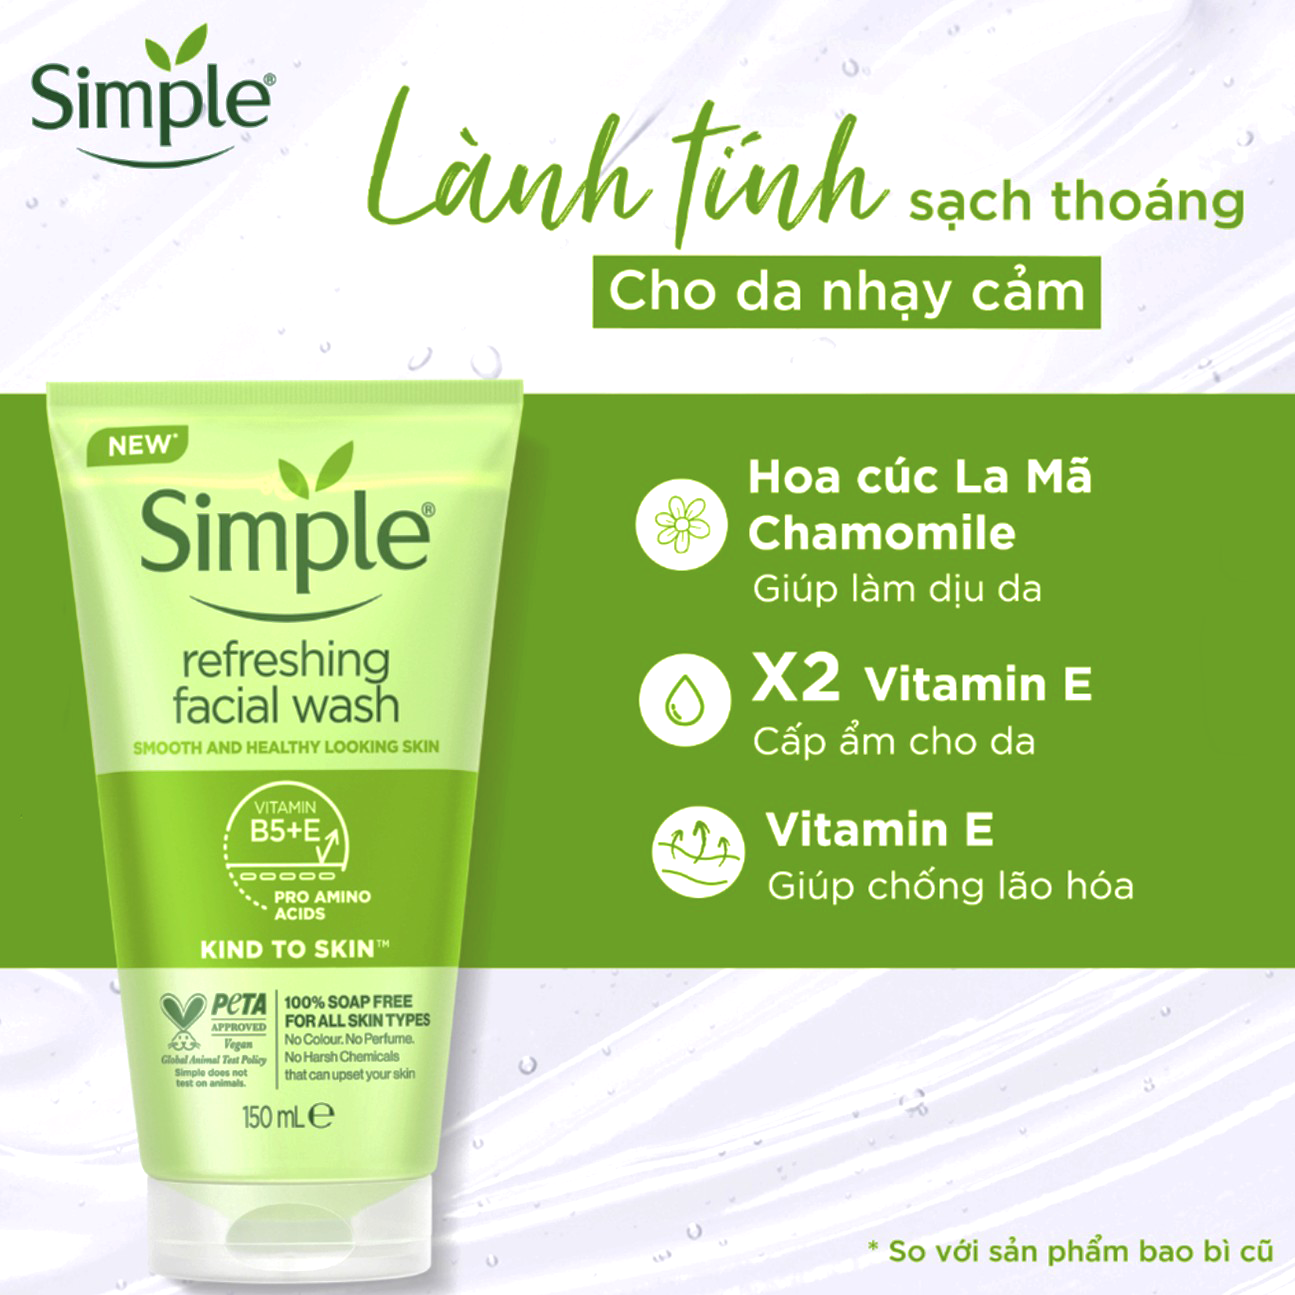 Simple®
Lành tính sạch thoáng
Cho da nhạy cảm
NEW*
Simple®
refreshing
facial wash
SMOOTH AND HEALTHY LOOKING SKIN
VITAMIN
B5+E
PRO AMINO
ACIDS
KIND TO SKIN™
PETA
APPROVED
Vegan
Global Animal Test Policy
Simple does not
test on animals.
100% SOAP FREE
FOR ALL SKIN TYPES
No Colour. No Perfume.
No Harsh Chemicals
that can upset your skin
150 mL ℮
Hoa cúc La Mã
Chamomile
Giúp làm dịu da
X2 Vitamin E
Cấp ẩm cho da
Vitamin E
Giúp chống lão hóa
* So với sản phẩm bao bì cũ